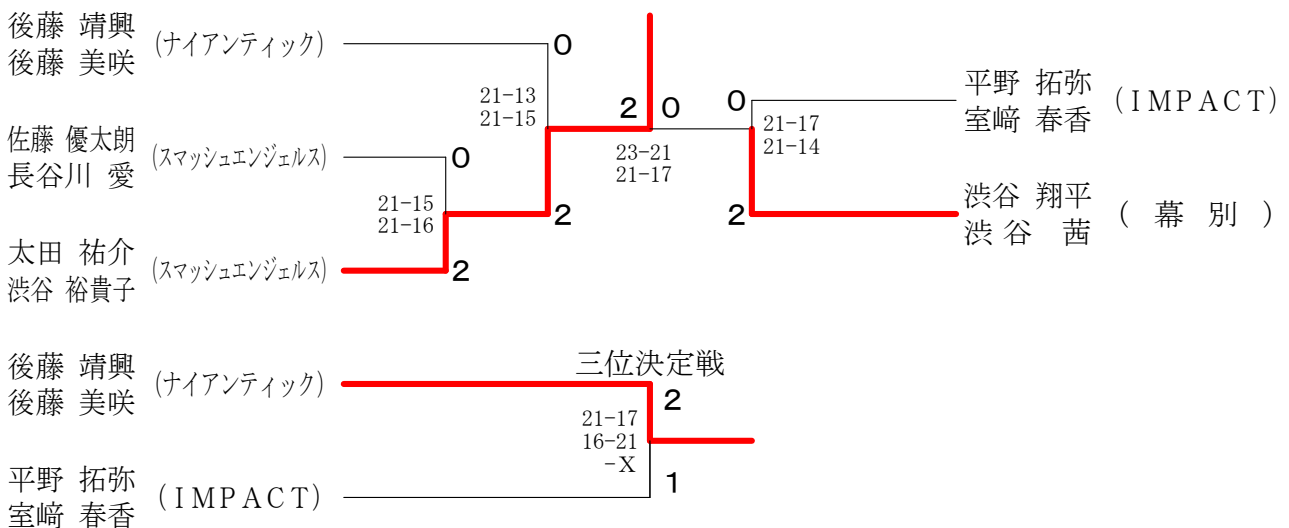 後藤 靖興
後藤 美咲
(ナイアンティック)
0
21-13
21-15
佐藤 優太朗
長谷川 愛
(スマッシュエンジェルス)
0
21-15
21-16
2
太田 祐介
渋谷 裕貴子
(スマッシュエンジェルス)
2
2
0
23-21
21-17
0
21-17
21-14
2
平野 拓弥
室﨑 春香
(IMPACT)
渋谷 翔平
渋谷 茜
(幕別)
三位決定戦
後藤 靖興
後藤 美咲
(ナイアンティック)
2
21-17
16-21
-X
1
平野 拓弥
室﨑 春香
(IMPACT)